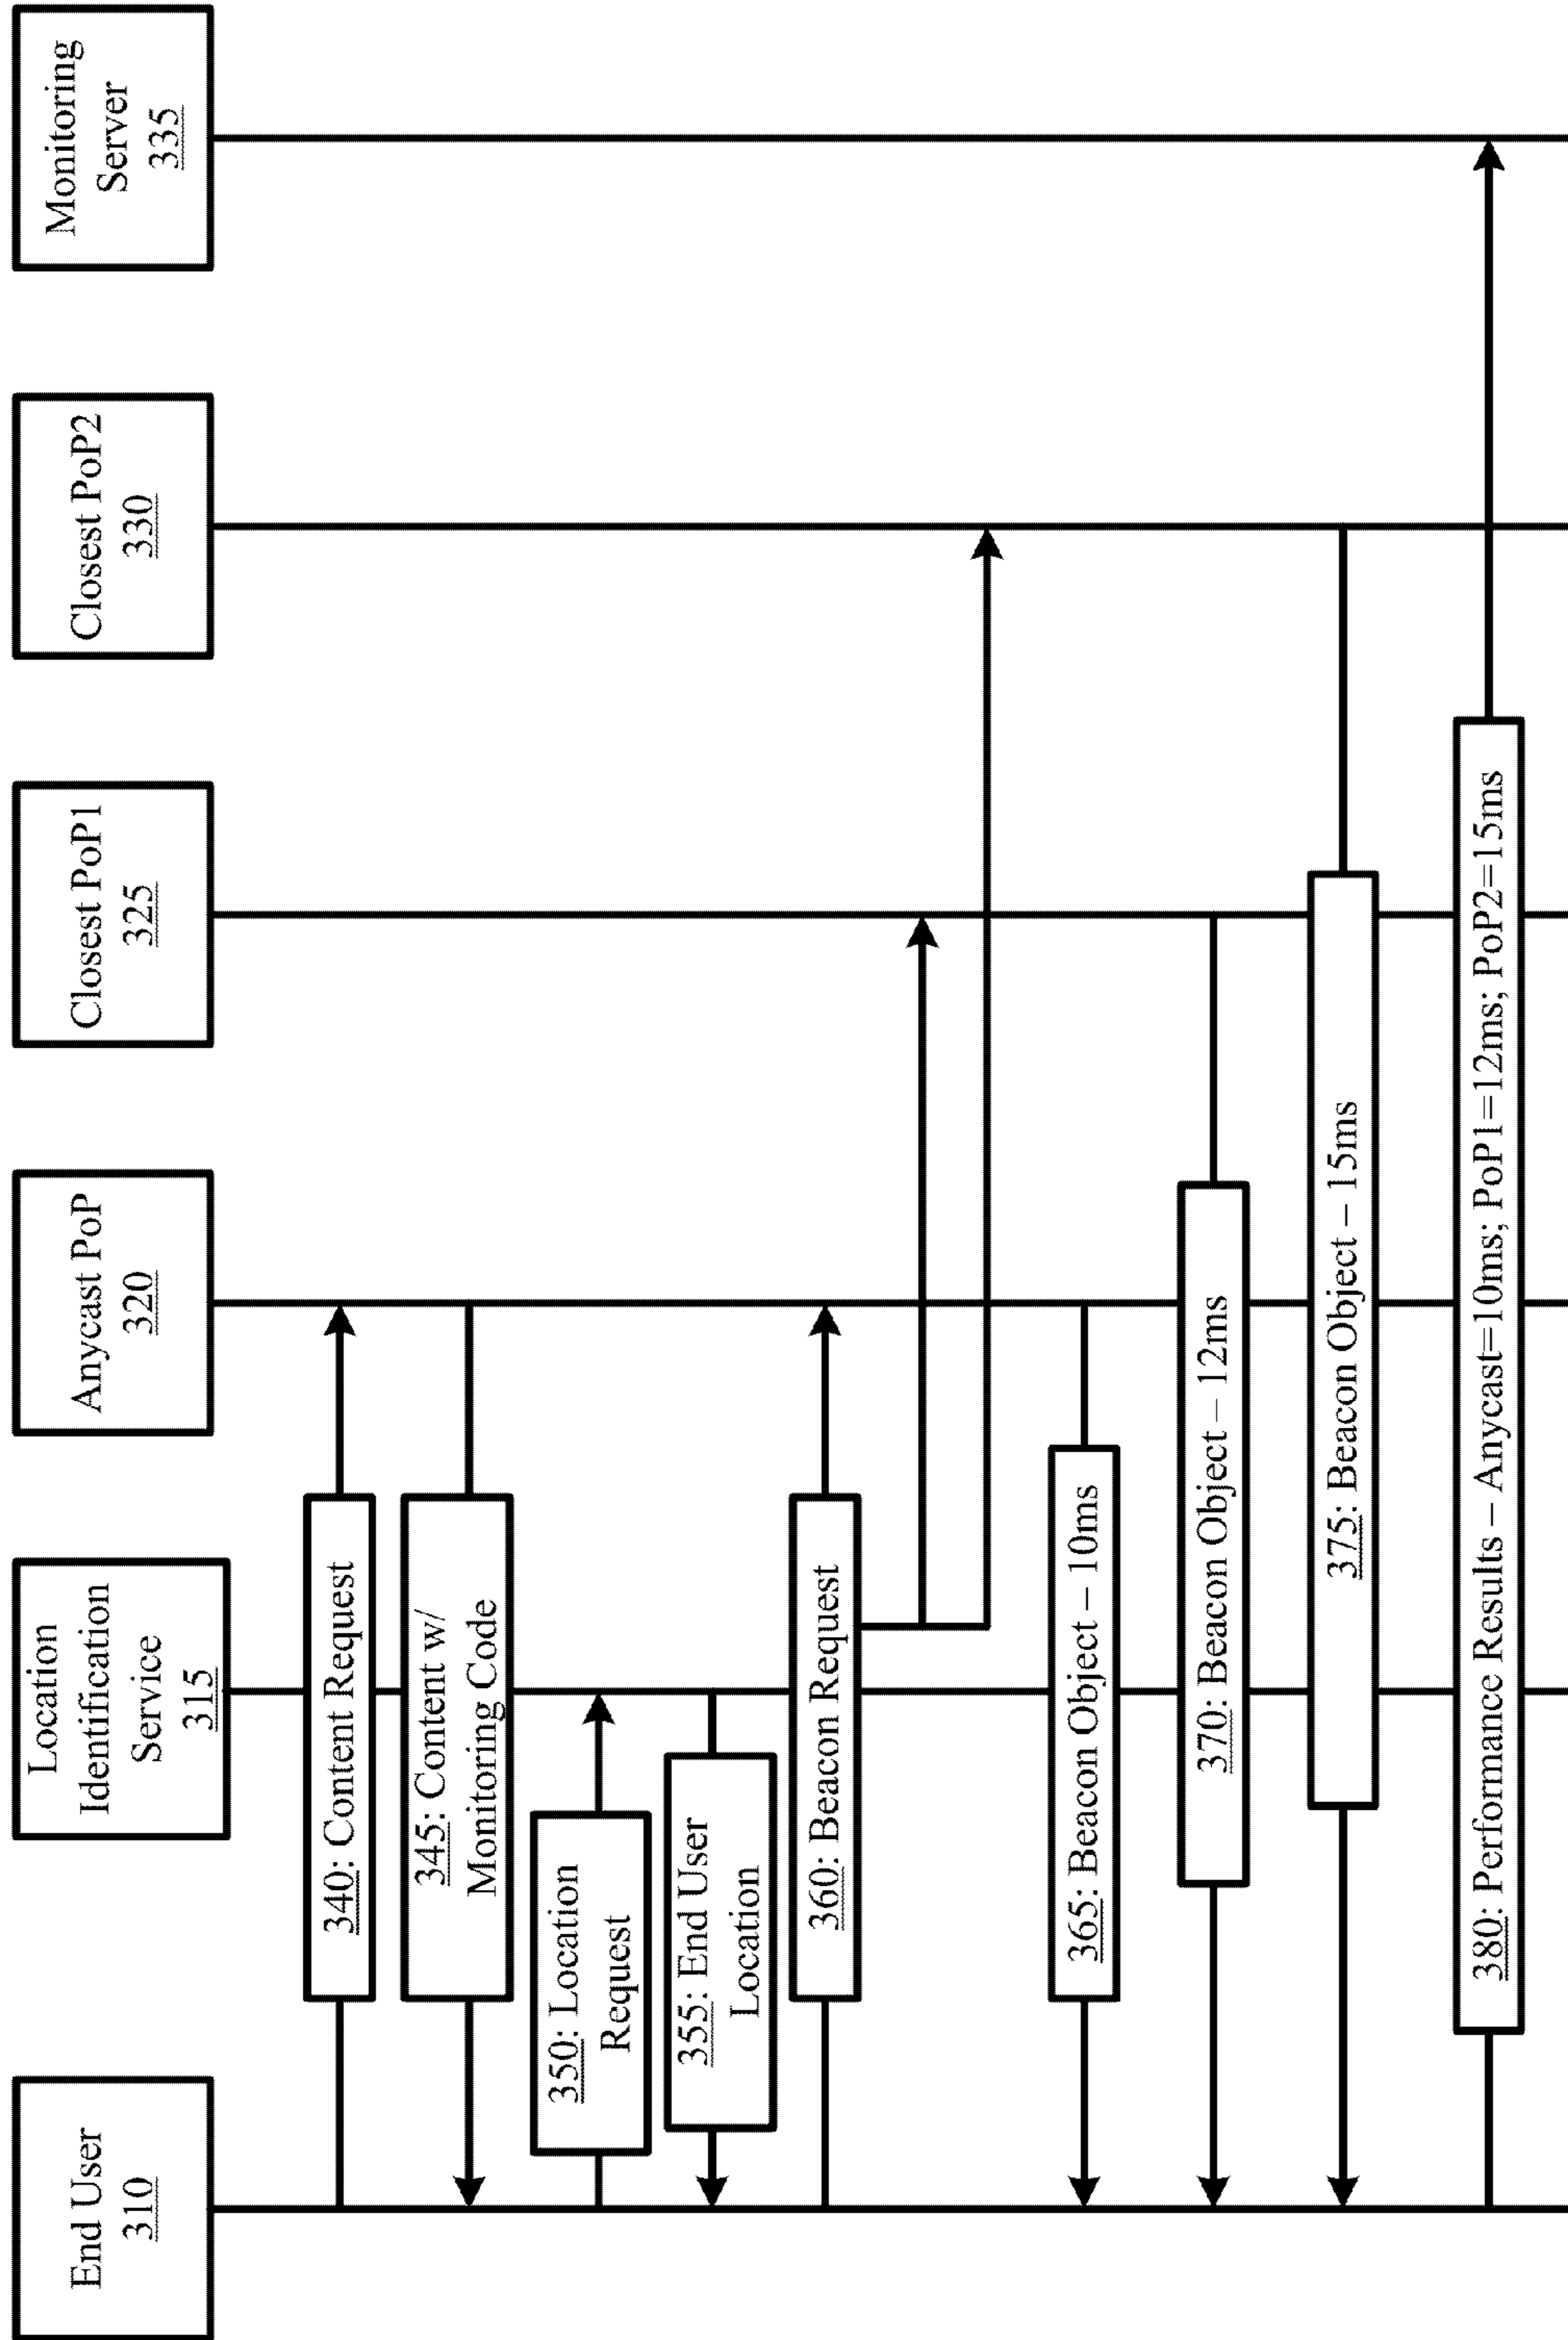 End User
310
Location
Identification
Service
315
Anycast PoP
320
Closest PoP1
325
Closest PoP2
330
Monitoring
Server
335
340: Content Request
345: Content w/
Monitoring Code
350: Location
Request
355: End User
Location
360: Beacon Request
365: Beacon Object – 10ms
370: Beacon Object – 12ms
375: Beacon Object – 15ms
380: Performance Results – Anycast=10ms; PoP1=12ms; PoP2=15ms